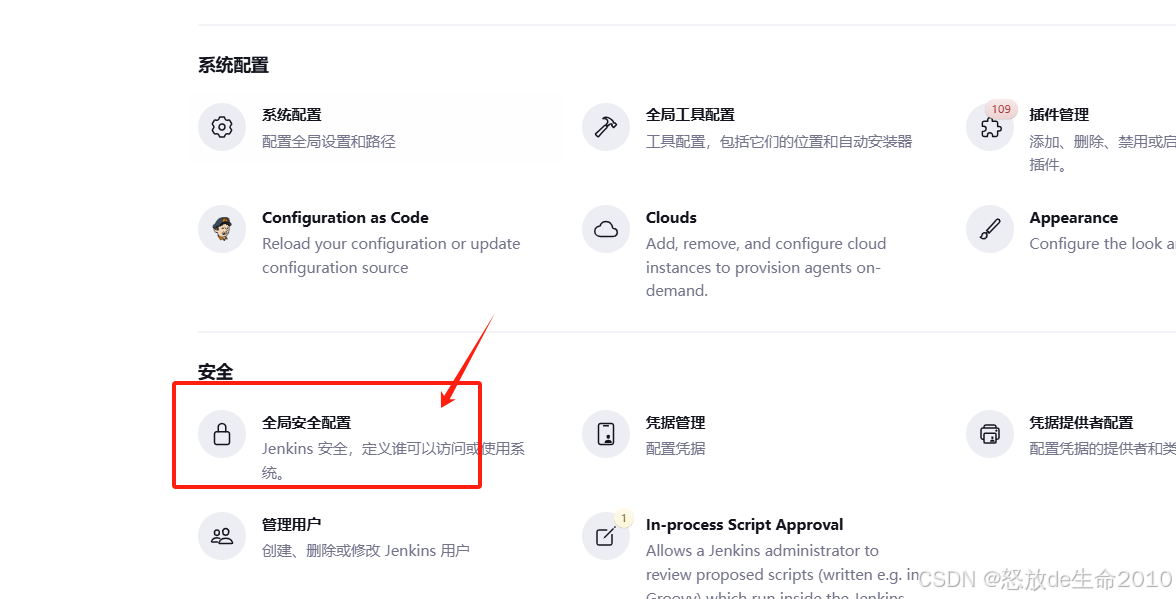 系统配置
系统配置
配置全局设置和路径
全局工具配置
工具配置，包括它们的位置和自动安装器
109
插件管理
添加、删除、禁用或启
插件。
Configuration as Code
Reload your configuration or update
configuration source
Clouds
Add, remove, and configure cloud
instances to provision agents on-
demand.
Appearance
Configure the look a
安全
全局安全配置
Jenkins 安全，定义谁可以访问或使用系
统。
凭据管理
配置凭据
凭据提供者配置
配置凭据的提供者和类
管理用户
创建、删除或修改 Jenkins 用户
1
In-process Script Approval
Allows a Jenkins administrator to
review proposed scripts (written e.g. in
Groovy) which run inside the Jenkins
CSDN @怒放de生命2010